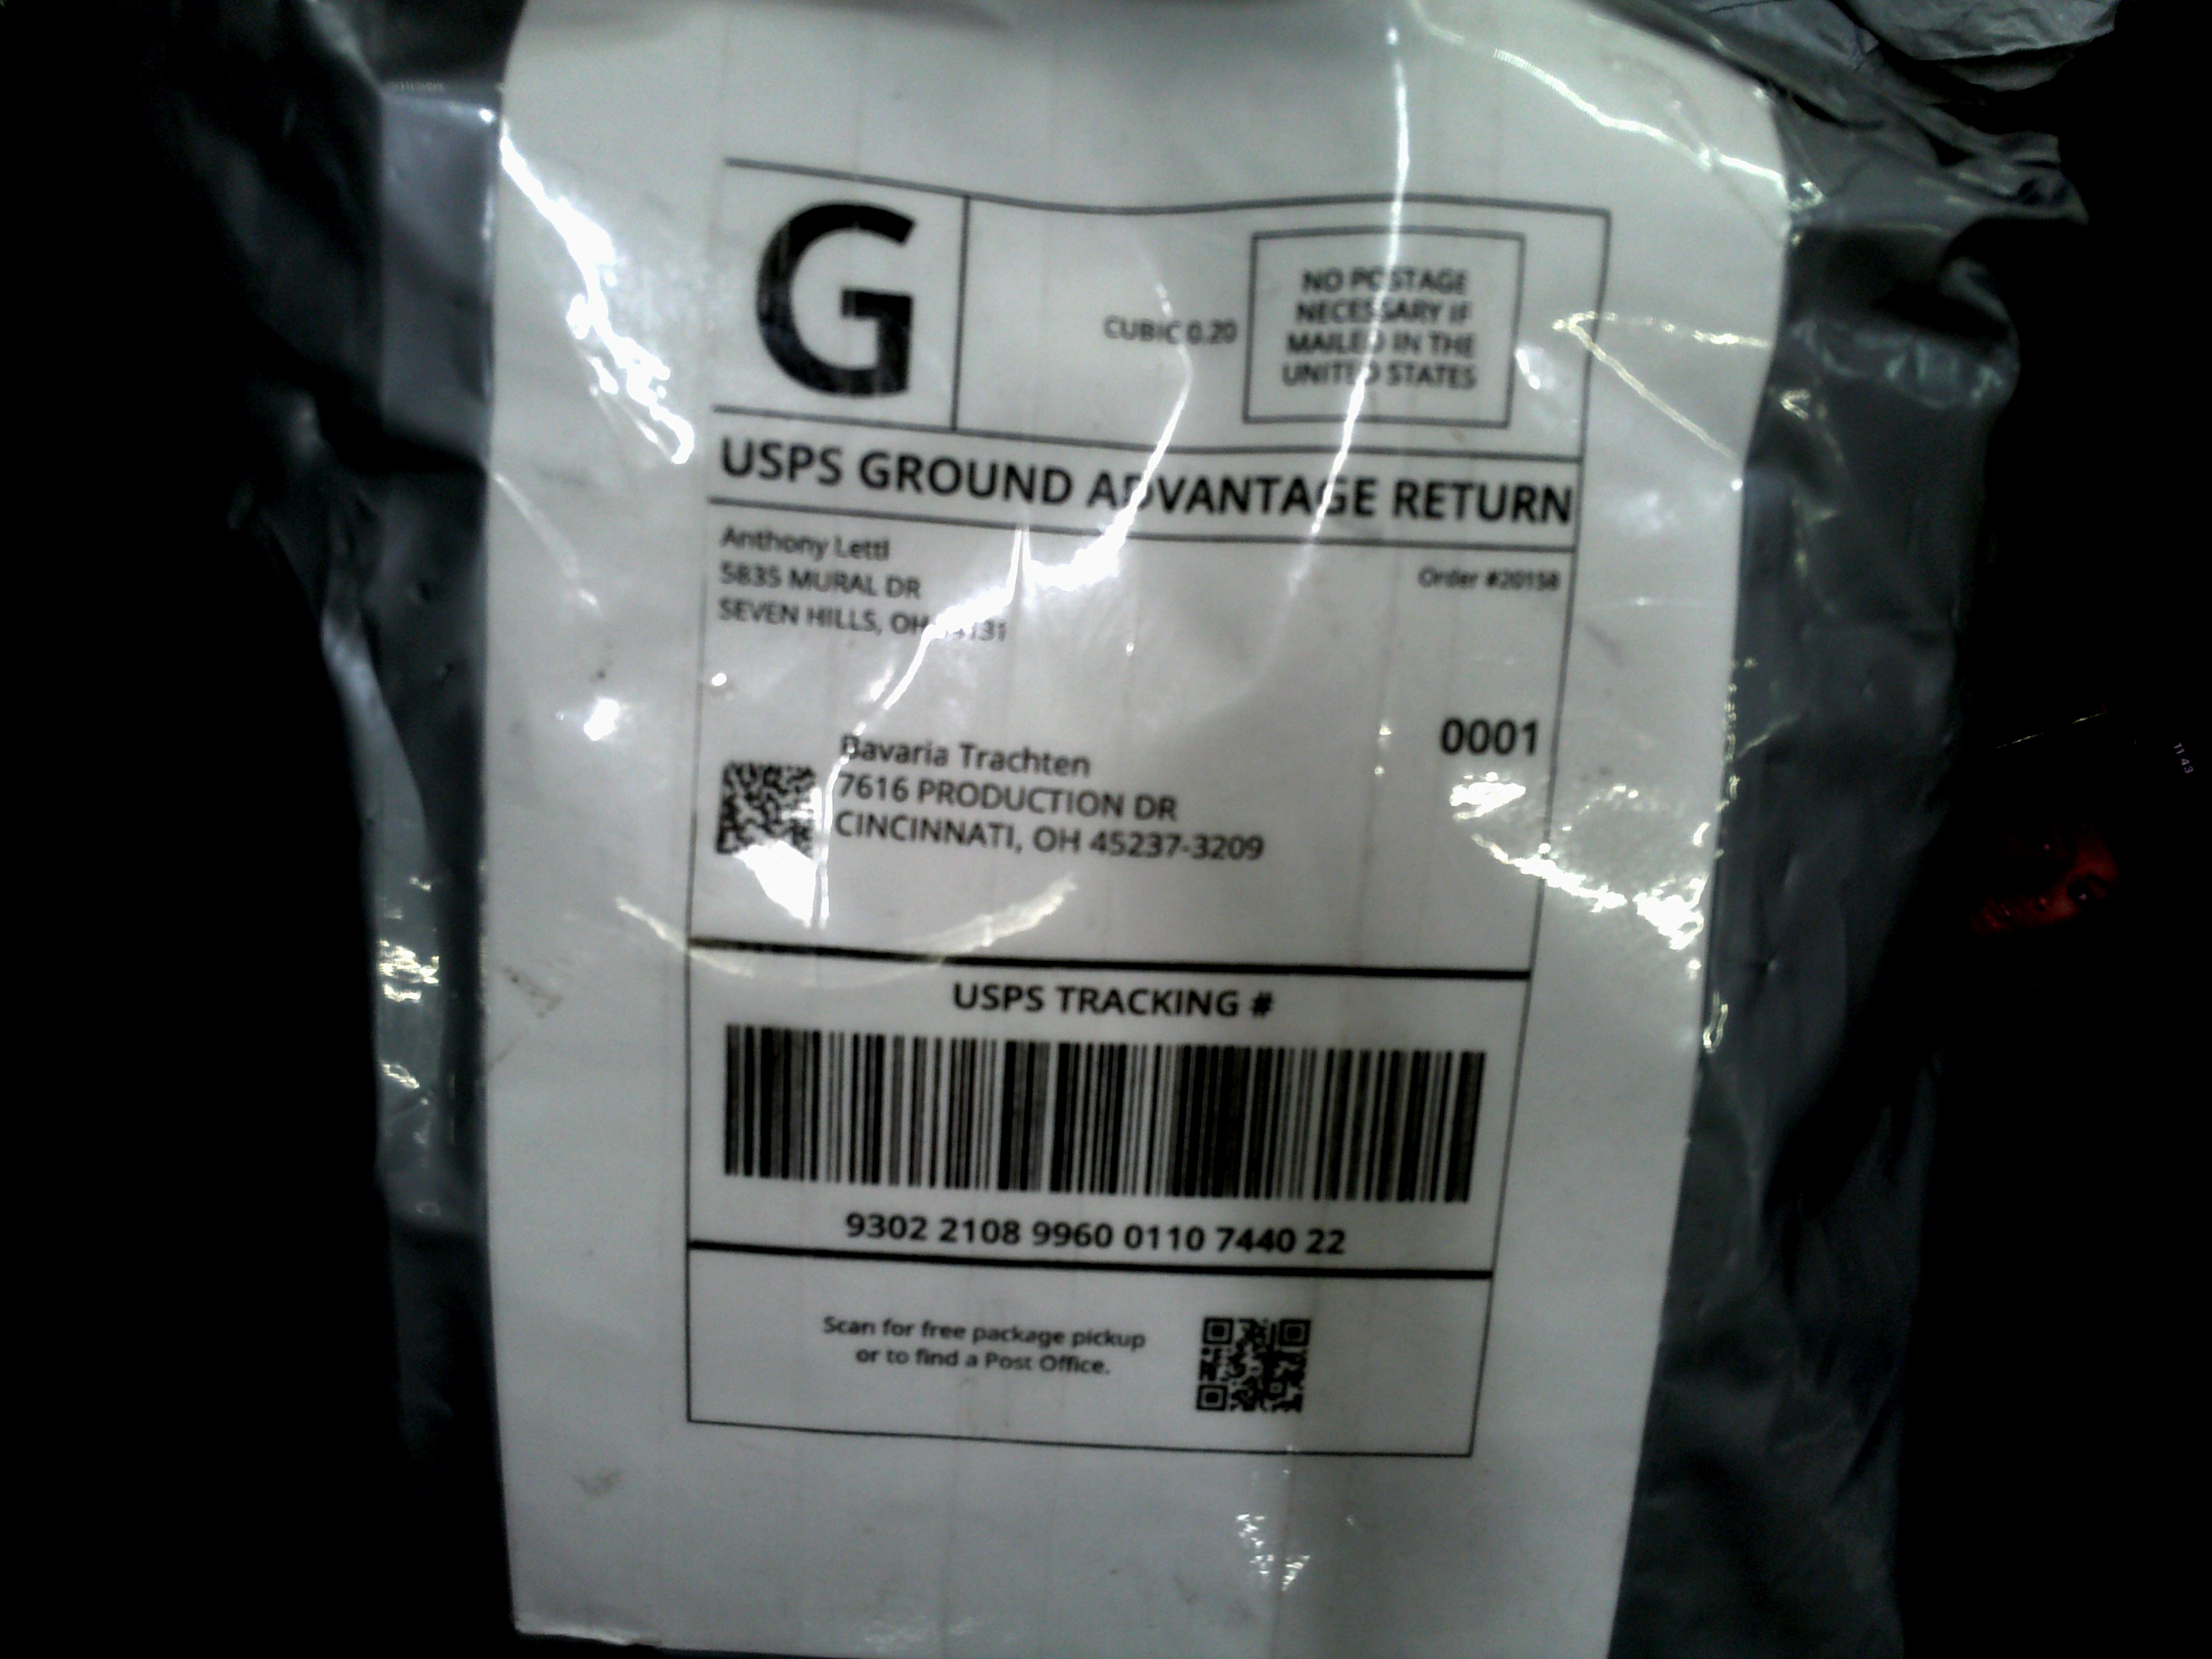 G
CUBIC 0.20
NO POSTAGE
NECESSARY IF
MAILED IN THE
UNITED STATES
USPS GROUND ADVANTAGE RETURN
Anthony Lettl
5835 MURAL DR
SEVEN HILLS, OH
Order #20158
0001
Bavaria Trachten
7616 PRODUCTION DR
CINCINNATI, OH 45237-3209
USPS TRACKING #
9302 2108 9960 0110 7440 22
Scan for free package pickup
or to find a Post Office.
1143